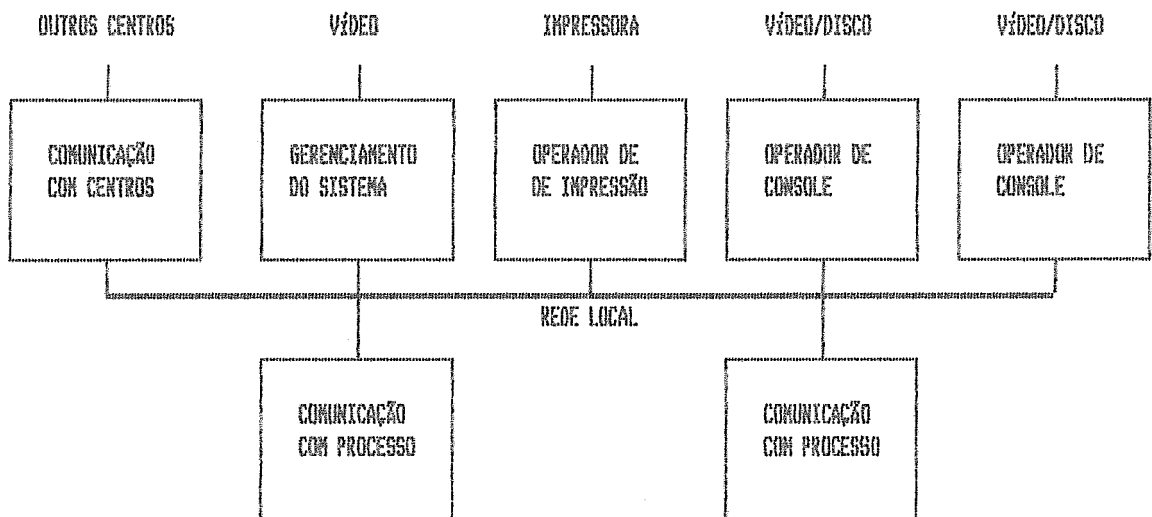 OUTROS CENTROS
VíDEO
IMPRESSORA
VíDEO/DISCO
VíDEO/DISCO
COMUNICAÇÃO
COM CENTROS
GERENCIAMENTO
DO SISTEMA
OPERADOR DE
DE IMPRESSÃO
OPERADOR DE
CONSOLE
OPERADOR DE
CONSOLE
REDE LOCAL
COMUNICAÇÃO
COM PROCESSO
COMUNICAÇÃO
COM PROCESSO